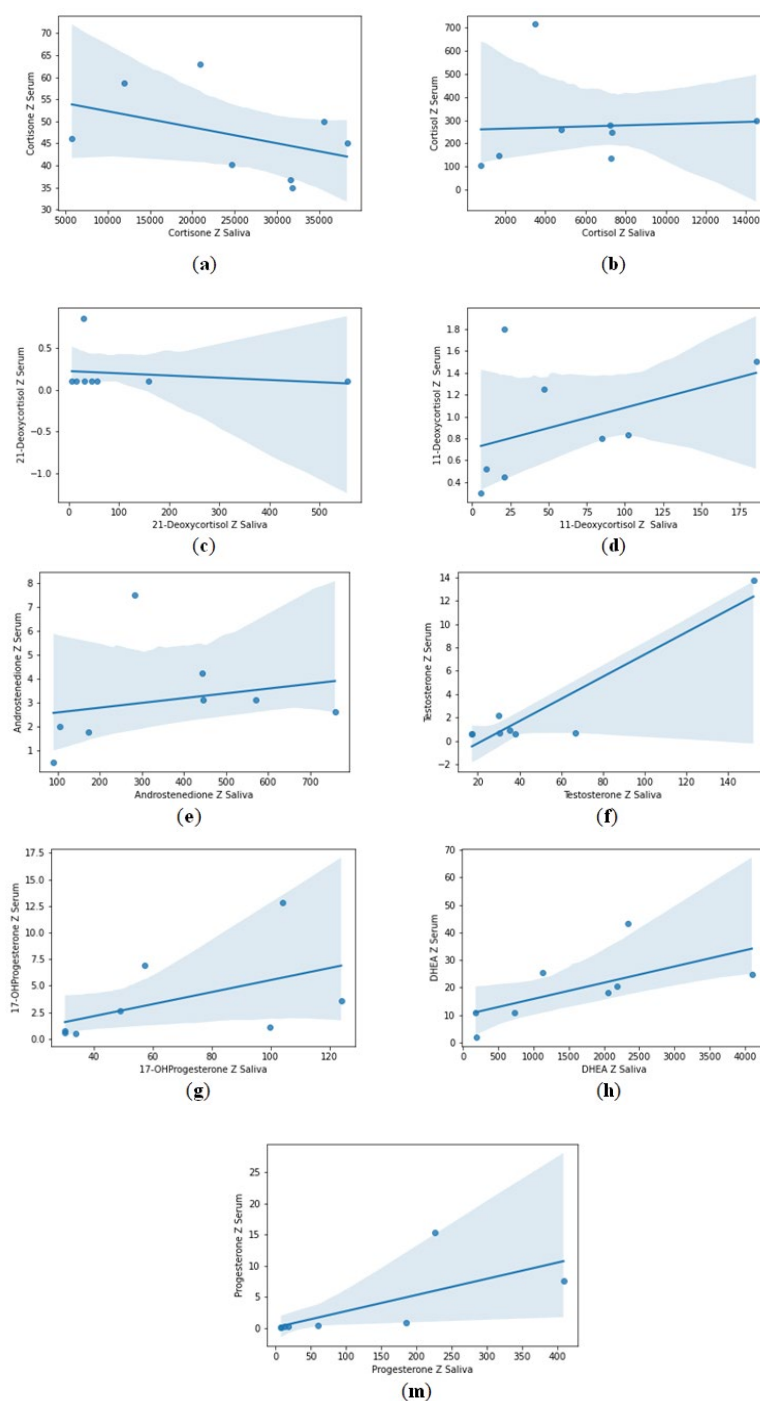 70
65
60
55
50
45
40
35
30
Cortisone Z Serum
5000 10000 15000 20000 25000 30000 35000
Cortisone Z Saliva
(a)
700
600
500
400
300
200
100
0
Cortisol Z Serum
2000 4000 6000 8000 10000 12000 14000
Cortisol Z Saliva
(b)
0.5
0.0
−0.5
−1.0
21-Deoxycortisol Z Serum
0 100 200 300 400 500
21-Deoxycortisol Z Saliva
(c)
1.8
1.6
1.4
1.2
1.0
0.8
0.6
0.4
11-Deoxycortisol Z Serum
0 25 50 75 100 125 150 175
11-Deoxycortisol Z Saliva
(d)
8
7
6
5
4
3
2
1
Androstenedione Z Serum
100 200 300 400 500 600 700
Androstenedione Z Saliva
(e)
14
12
10
8
6
4
2
0
−2
Testosterone Z Serum
20 40 60 80 100 120 140
Testosterone Z Saliva
(f)
17.5
15.0
12.5
10.0
7.5
5.0
2.5
0.0
17-OHProgesterone Z Serum
40 60 80 100 120
17-OHProgesterone Z Saliva
(g)
70
60
50
40
30
20
10
0
DHEA Z Serum
0 500 1000 1500 2000 2500 3000 3500 4000
DHEA Z Saliva
(h)
25
20
15
10
5
0
Progesterone Z Serum
0 50 100 150 200 250 300 350 400
Progesterone Z Saliva
(m)